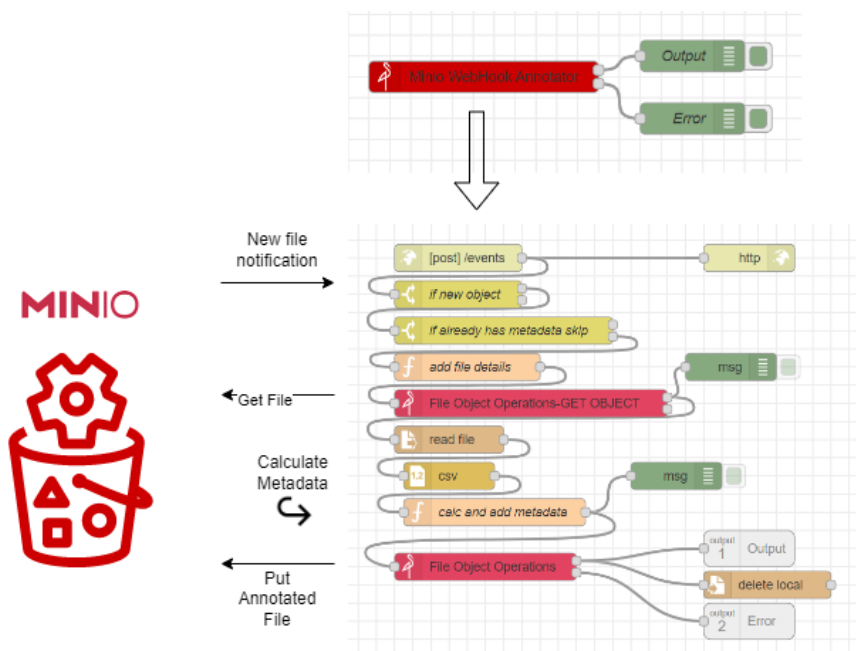 Minio WebHook Annotator
Output
Error
New file
notification
[post] /events
http
if new object
MINIO
if already has metadata skip
add file details
msg
Get File
File Object Operations-GET OBJECT
read file
Calculate
Metadata
1,2
csv
msg
calc and add metadata
output
1
Output
File Object Operations
delete local
Put
Annotated
File
output
2
Error